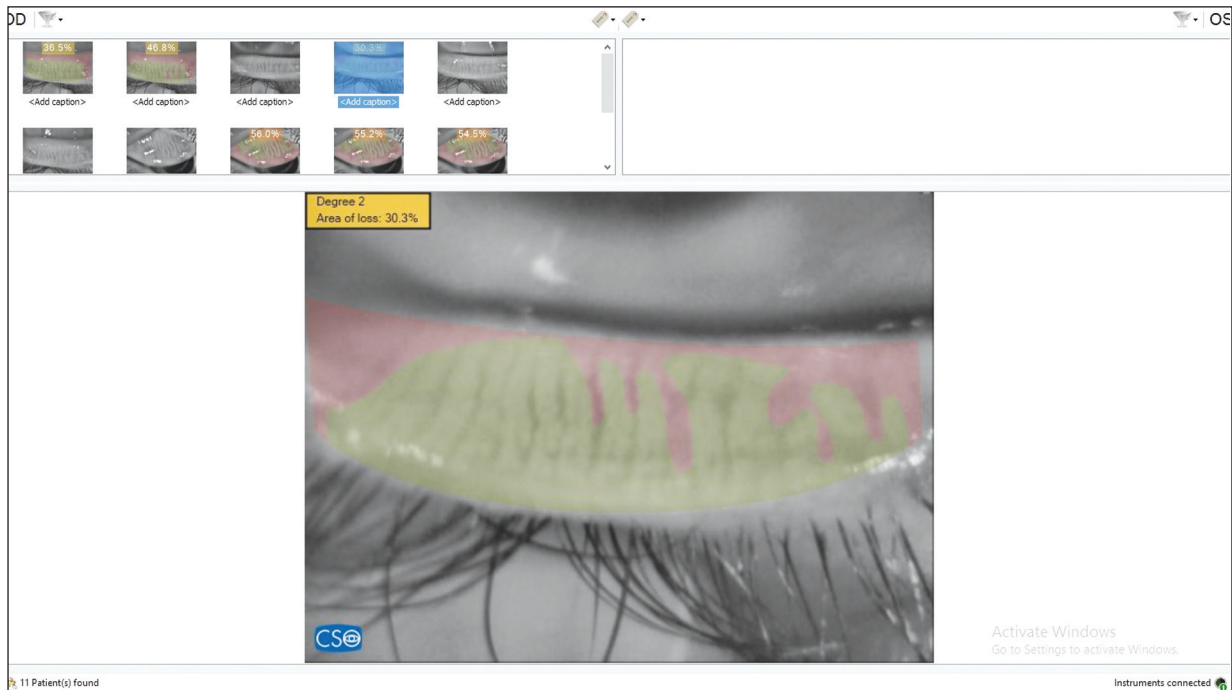 OD
OS
36.5%
46.8%
30.3%
<Add caption>
<Add caption>
<Add caption>
<Add caption>
<Add caption>
56.0%
55.2%
54.5%
Degree 2
Area of loss: 30.3%
CSO
Activate Windows
Go to Settings to activate Windows.
11 Patient(s) found
Instruments connected